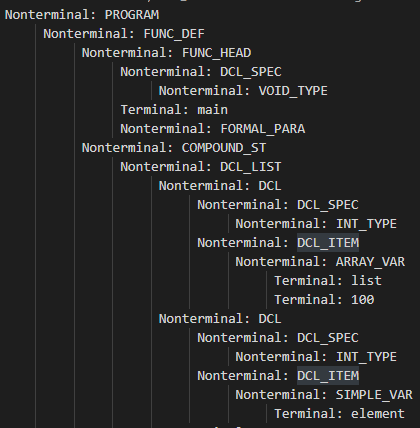 Nonterminal: PROGRAM
Nonterminal: FUNC_DEF
Nonterminal: FUNC_HEAD
Nonterminal: DCL_SPEC
Nonterminal: VOID_TYPE
Terminal: main
Nonterminal: FORMAL_PARA
Nonterminal: COMPOUND_ST
Nonterminal: DCL_LIST
Nonterminal: DCL
Nonterminal: DCL_SPEC
Nonterminal: INT_TYPE
Nonterminal: DCL_ITEM
Nonterminal: ARRAY_VAR
Terminal: list
Terminal: 100
Nonterminal: DCL
Nonterminal: DCL_SPEC
Nonterminal: INT_TYPE
Nonterminal: DCL_ITEM
Nonterminal: SIMPLE_VAR
Terminal: element